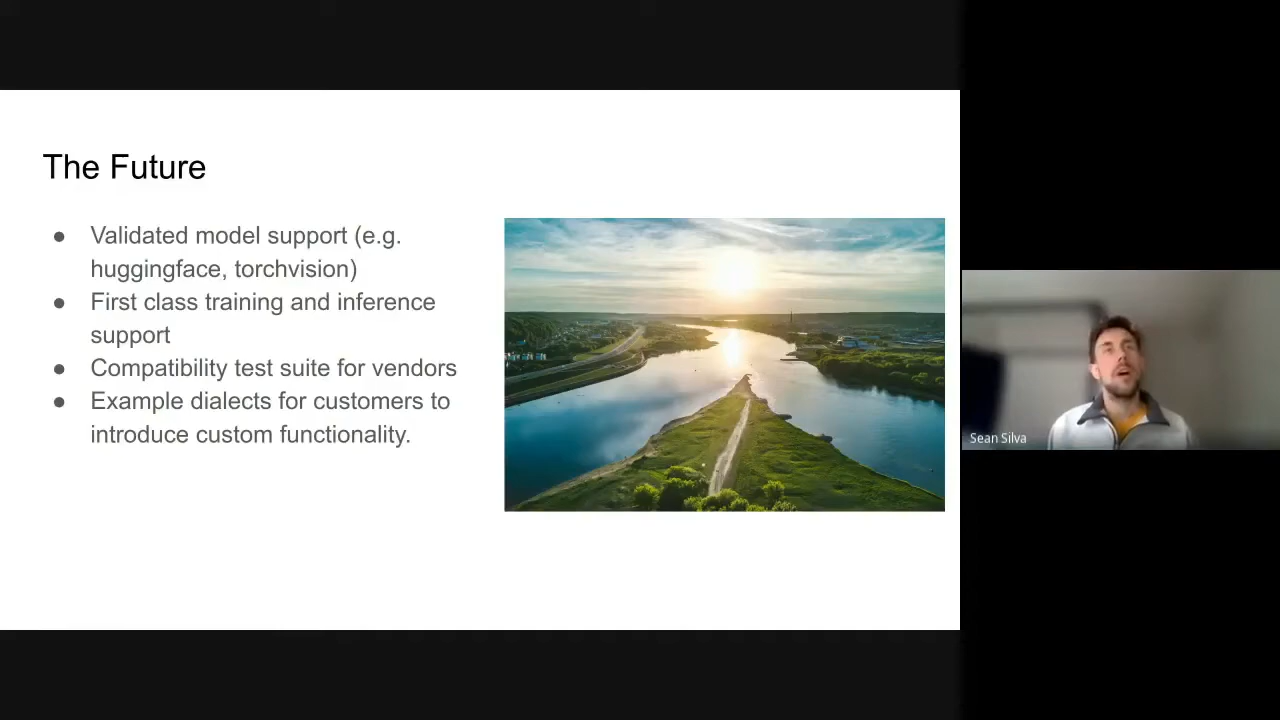 The Future
● Validated model support (e.g.
huggingface, torchvision)
● First class training and inference
support
● Compatibility test suite for vendors
● Example dialects for customers to
introduce custom functionality.
Sean Silva